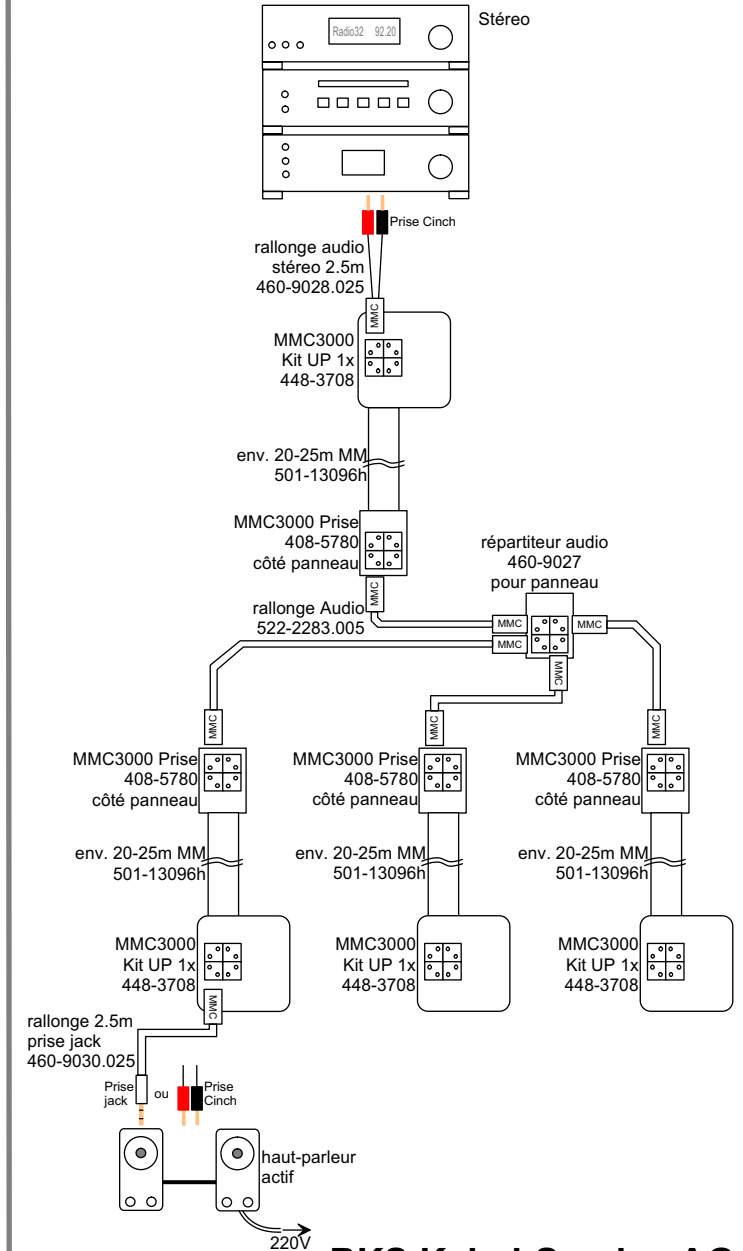 Stéreo
Radio32 92.20
Prise Cinch
rallonge audio
stéreo 2.5m
460-9028.025
MMC
MMC3000
Kit UP 1x
448-3708
env. 20-25m MM
501-13096h
MMC3000 Prise
408-5780
côté panneau
répartiteur audio
460-9027
pour panneau
MMC
rallonge Audio
522-2283.005
MMC
MMC
MMC
MMC
MMC
MMC
MMC
MMC3000 Prise
408-5780
côté panneau
MMC3000 Prise
408-5780
côté panneau
MMC3000 Prise
408-5780
côté panneau
env. 20-25m MM
501-13096h
env. 20-25m MM
501-13096h
env. 20-25m MM
501-13096h
MMC3000
Kit UP 1x
448-3708
MMC3000
Kit UP 1x
448-3708
MMC3000
Kit UP 1x
448-3708
MMC
rallonge 2.5m
prise jack
460-9030.025
Prise
jack
ou
Prise
Cinch
haut-parleur
actif
220V